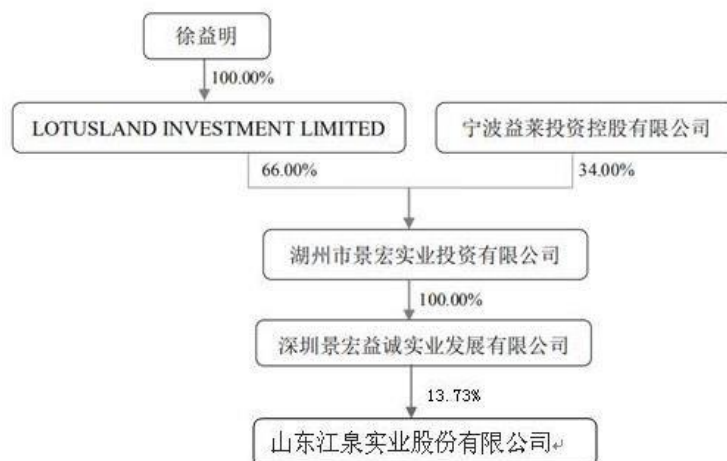 徐益明
100.00%
LOTUSLAND INVESTMENT LIMITED
宁波益莱投资控股有限公司
66.00%
34.00%
湖州市景宏实业投资有限公司
100.00%
深圳景宏益诚实业发展有限公司
13.73%
山东江泉实业股份有限公司